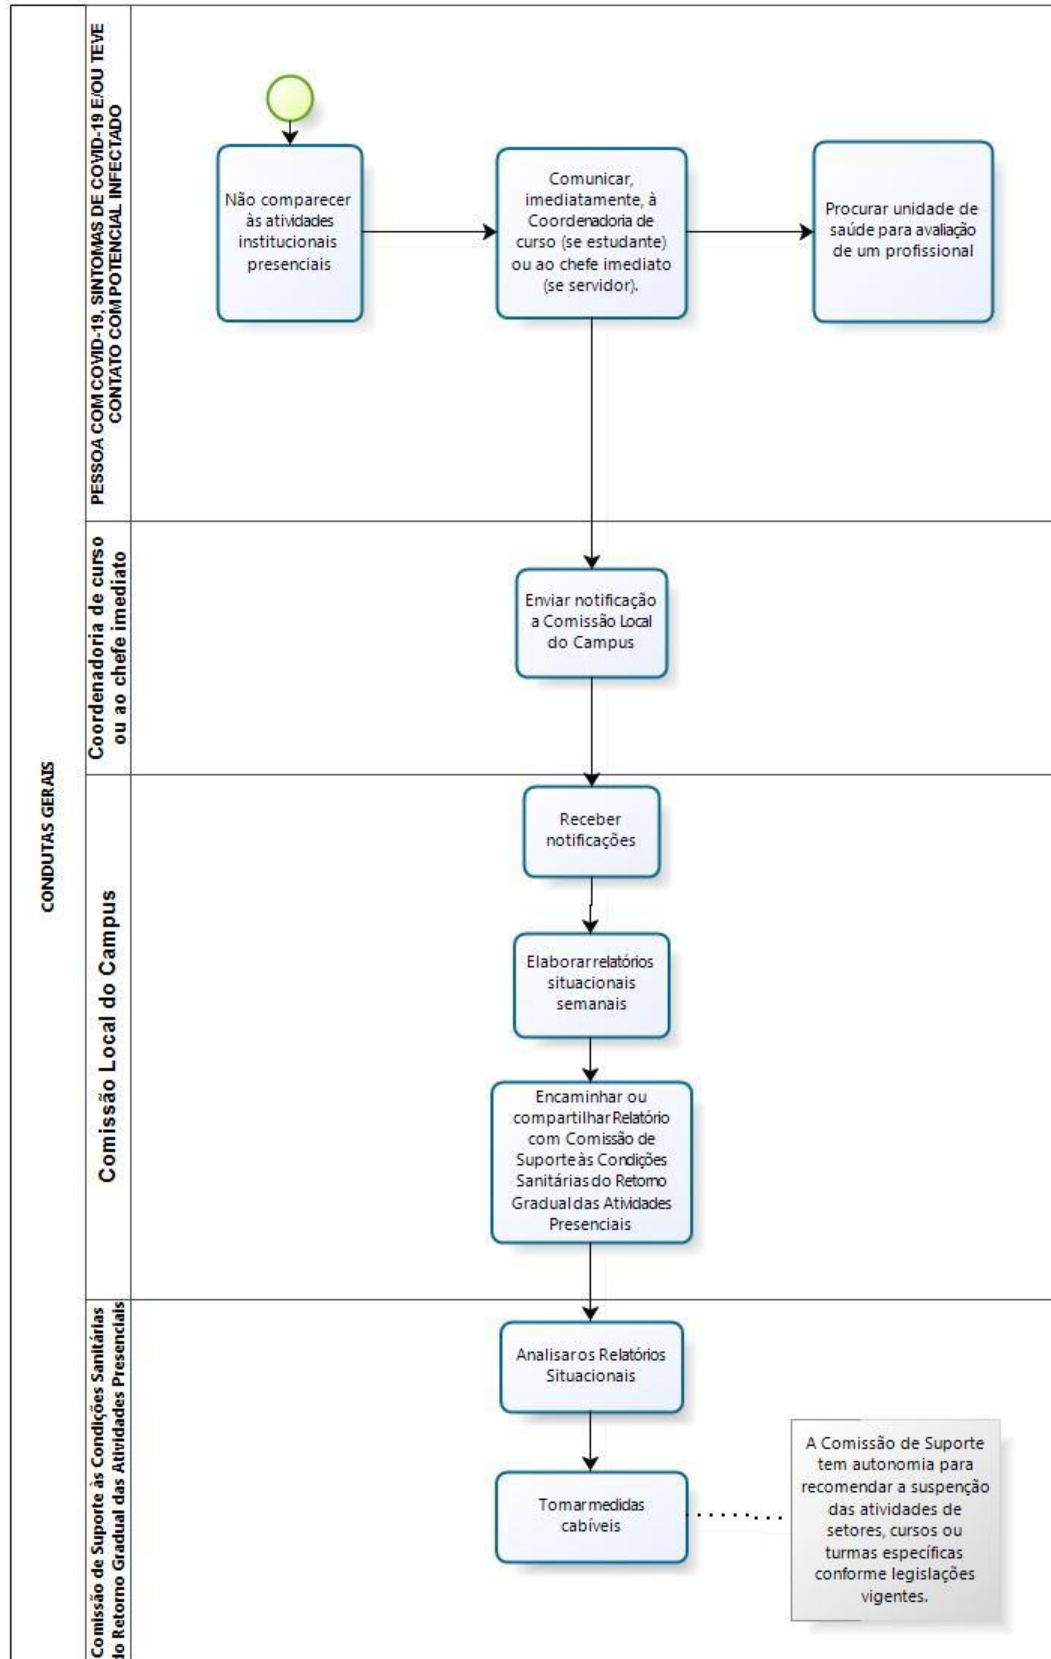 CONDUTAS GERAIS
PESSOA COM COVID-19, SINTOMAS DE COVID-19 E/OU TEVE
CONTATO COM POTENCIAL INFECTADO
Não comparecer
às atividades
institucionais
presenciais
Comunicar,
imediatamente, à
Coordenadoria de
curso (se estudante)
ou ao chefe imediato
(se servidor).
Procurar unidade de
saúde para avaliação
de um profissional
Coordenadoria de curso
ou ao chefe imediato
Enviar notificação
a Comissão Local
do Campus
Comissão Local do Campus
Receber
notificações
Elaborar relatórios
situacionais
semanais
Encaminhar ou
compartilhar Relatório
com Comissão de
Suporte às Condições
Sanitárias do Retorno
Gradual das Atividades
Presenciais
Comissão de Suporte às Condições Sanitárias
do Retorno Gradual das Atividades Presenciais
Analisar os Relatórios
Situacionais
Tomar medidas
cabíveis
A Comissão de Suporte
tem autonomia para
recomendar a suspenção
das atividades de
setores, cursos ou
turmas específicas
conforme legislações
vigentes.